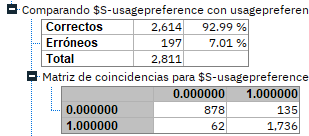 Comparando $S-usagepreference con usagepreferen
Correctos 2,614 92.99 %
Erróneos 197 7.01 %
Total 2,811
Matriz de coincidencias para $S-usagepreference
0.000000 1.000000
0.000000 878 135
1.000000 62 1,736